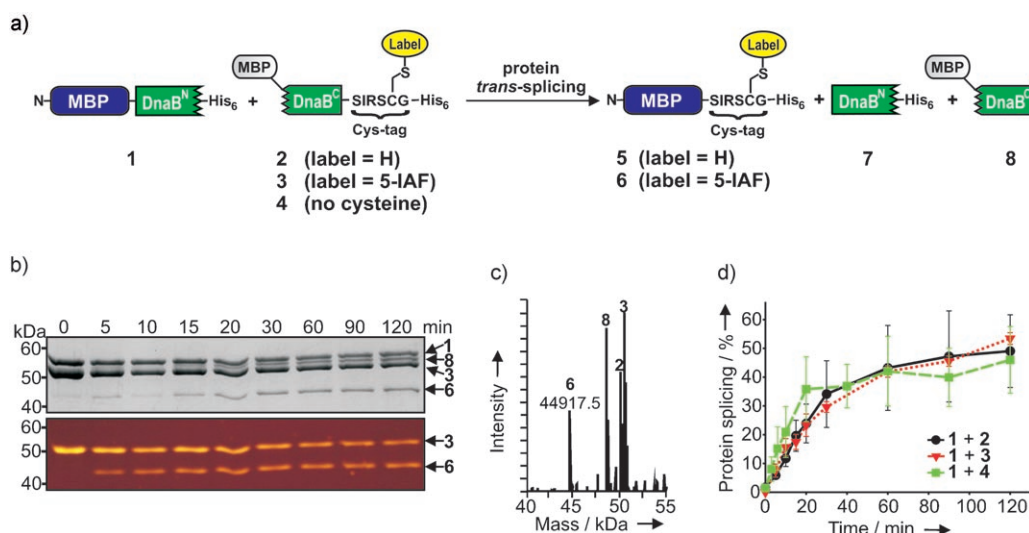 a)
Label
Label
MBP
S
protein
trans-splicing
MBP
S
N- MBP DnaBᴺ -His₆ + DnaBᶜ -SIRSCG-His₆
N- MBP -SIRSCG-His₆ + DnaBᴺ -His₆ + DnaBᶜ
Cys-tag
Cys-tag
1
2 (label = H)
3 (label = 5-IAF)
4 (no cysteine)
5 (label = H)
6 (label = 5-IAF)
7
8
b)
kDa 0 5 10 15 20 30 60 90 120 min
60
50
40
1
8
3
6
60
50
40
3
6
c)
Intensity
6
44917.5
8
2
3
40 45 50 55
Mass / kDa
d)
Protein splicing / %
60
50
40
30
20
10
0
1 + 2
1 + 3
1 + 4
0 20 40 60 80 100 120
Time / min